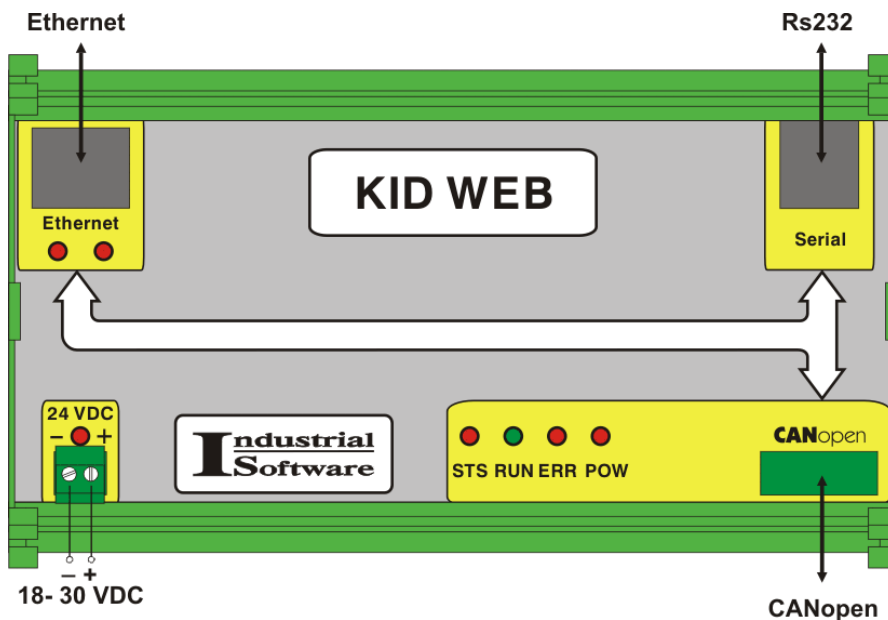 Ethernet
Rs232
KID WEB
Ethernet
Serial
24 VDC
– +
Industrial
Software
STS RUN ERR POW
CANopen
– +
18- 30 VDC
CANopen